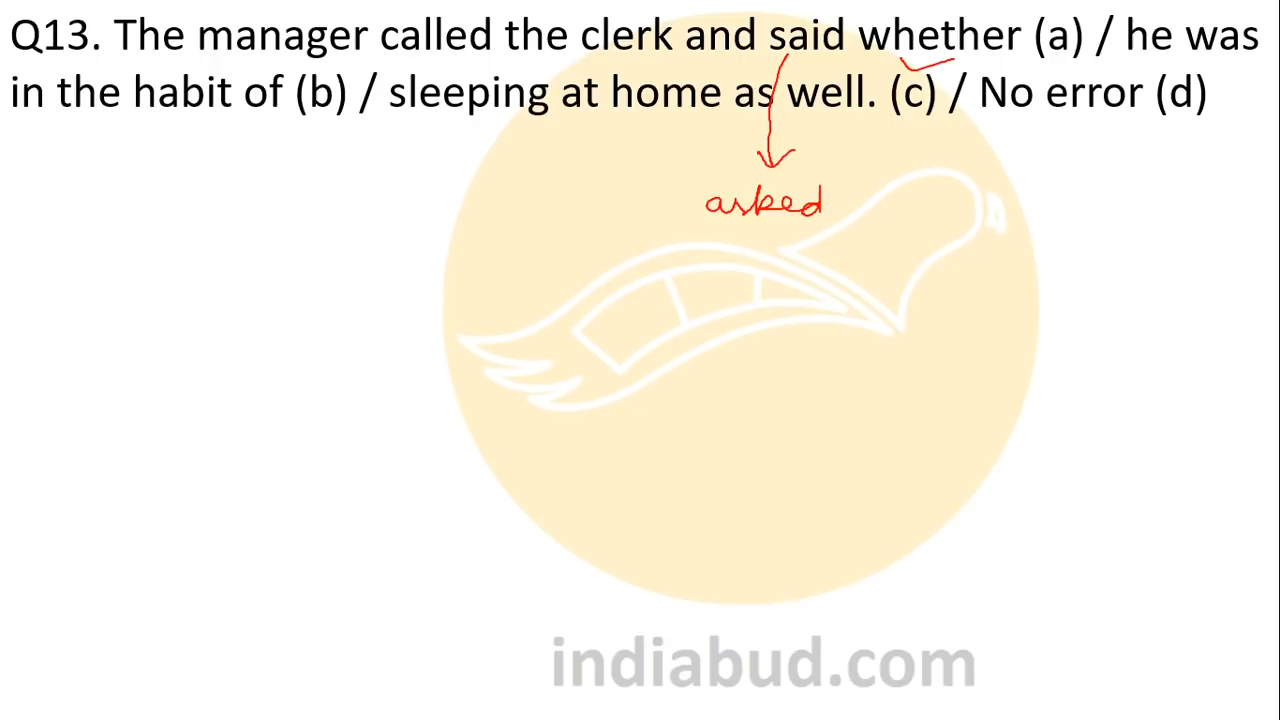 Q13. The manager called the clerk and said whether (a) / he was
in the habit of (b) / sleeping at home as well. (c) / No error (d)
asked
indiabud.com